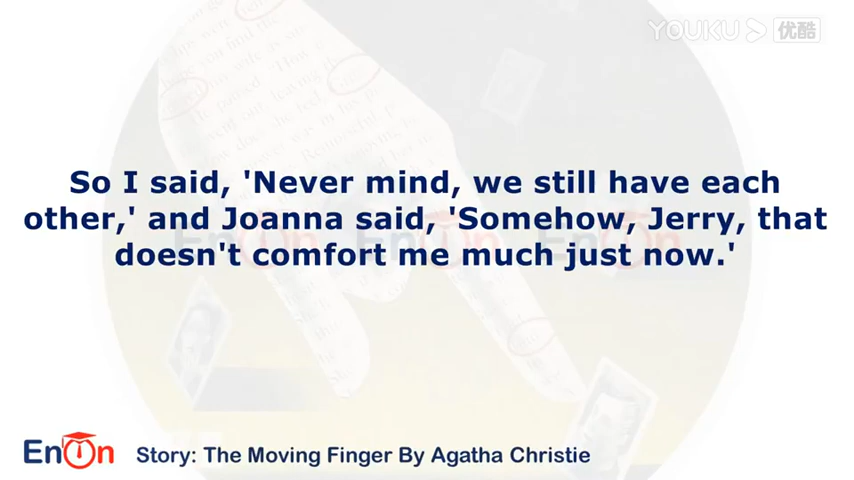 YOUKU 优酷
So I said, 'Never mind, we still have each
other,' and Joanna said, 'Somehow, Jerry, that
doesn't comfort me much just now.'
EnOn Story: The Moving Finger By Agatha Christie